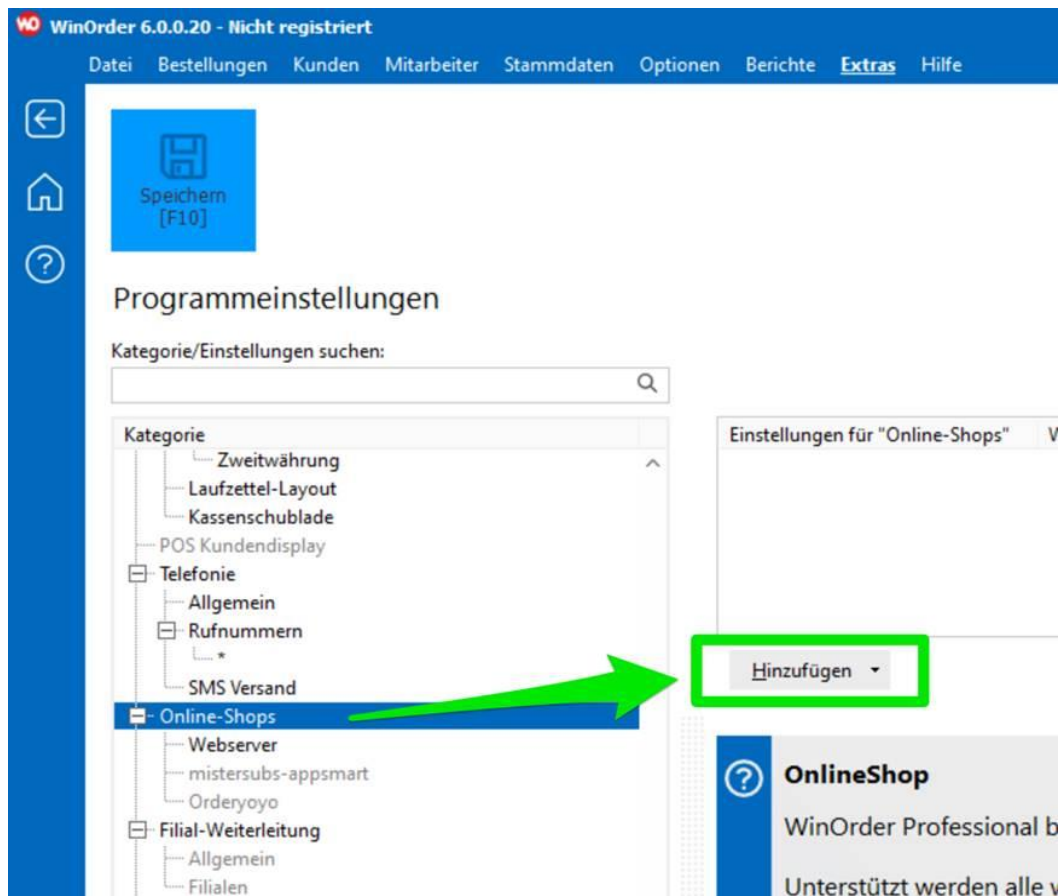 WO WinOrder 6.0.0.20 - Nicht registriert
Datei Bestellungen Kunden Mitarbeiter Stammdaten Optionen Berichte Extras Hilfe
Speichern
[F10]
?
Programmeinstellungen
Kategorie/Einstellungen suchen:
Kategorie
Zweitwährung
Laufzettel-Layout
Kassenschublade
POS Kundendisplay
Telefonie
Allgemein
Rufnummern
*
SMS Versand
Online-Shops
Webserver
mistersubs-appsmart
Orderyoyo
Filial-Weiterleitung
Allgemein
Filialen
Einstellungen für "Online-Shops"
Hinzufügen
? OnlineShop
WinOrder Professional b
Unterstützt werden alle